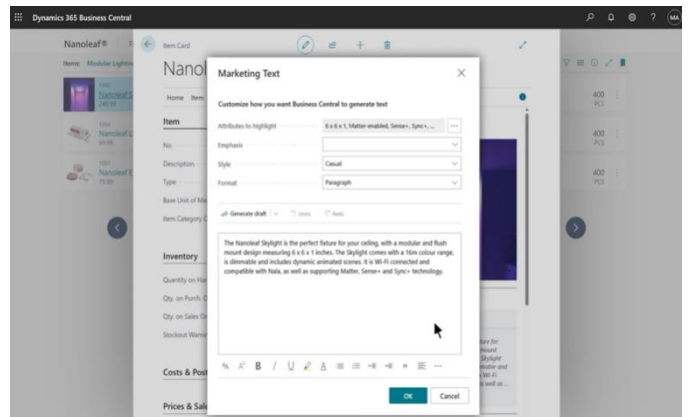 Dynamics 365 Business Central
MA
Nanoleaf®
Item Card
Items:
Nanol
Marketing Text
Home Item
Customize how you want Business Central to generate text
Item
Attributes to highlight
6 x 6 x 1, Matter enabled, Sense+, Sync+, ...
No.
Emphasis
Description
Style
Casual
Type
Format
Paragraph
Base Unit of Me
Item Category C
Generate draft
Undo
Redo
The Nanoleaf Skylight is the perfect fixture for your ceiling, with a modular and flush
mount design measuring 6 x 6 x 1 inches. The Skylight comes with a 16m colour range,
is dimmable and includes dynamic animated scenes. It is Wi-Fi connected and
compatible with Nala, as well as supporting Matter, Sense+ and Sync+ technology.
Inventory
Quantity on Han
Qty. on Purch. O
Qty. on Sales Or
Stockout Warnin
Costs & Post
OK
Cancel
Prices & Sale
400
PCS
400
PCS
400
PCS